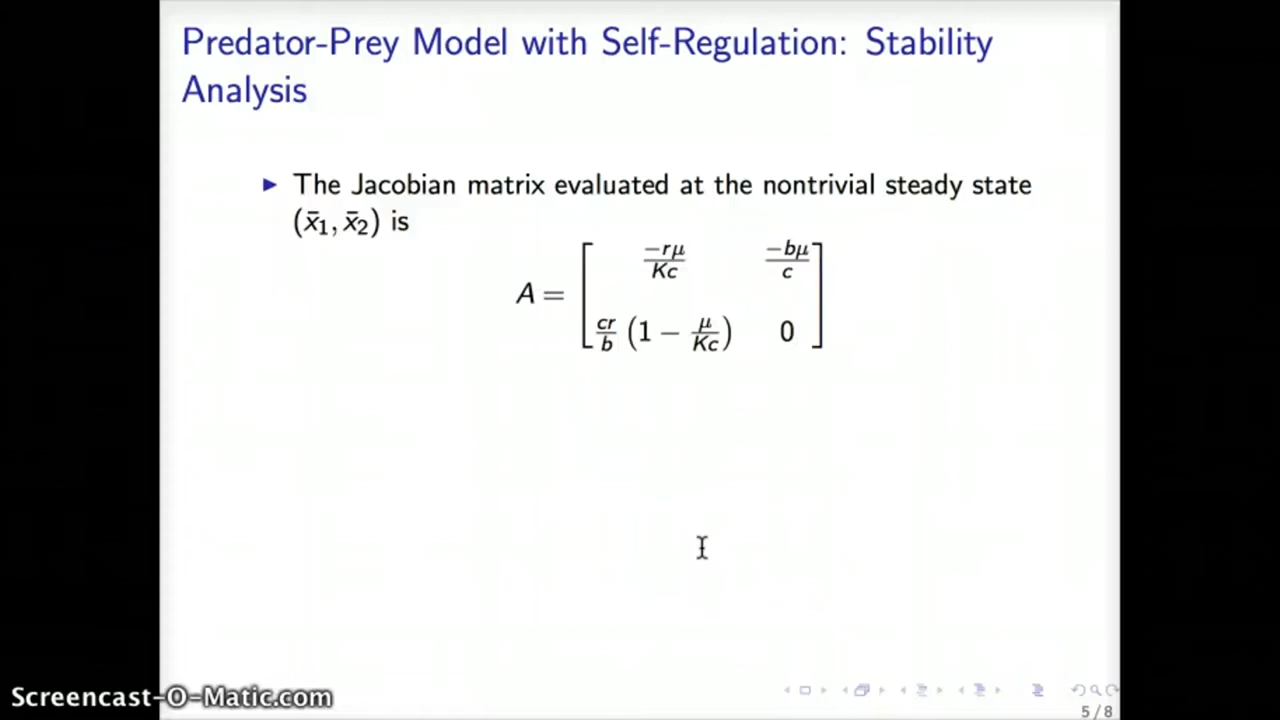 Predator-Prey Model with Self-Regulation: Stability
Analysis
▶ The Jacobian matrix evaluated at the nontrivial steady state
(x̄₁, x̄₂) is
A = [ −rμ/Kc   −bμ/c
cr/b (1 − μ/Kc)   0 ]
Screencast-O-Matic.com
5 / 8